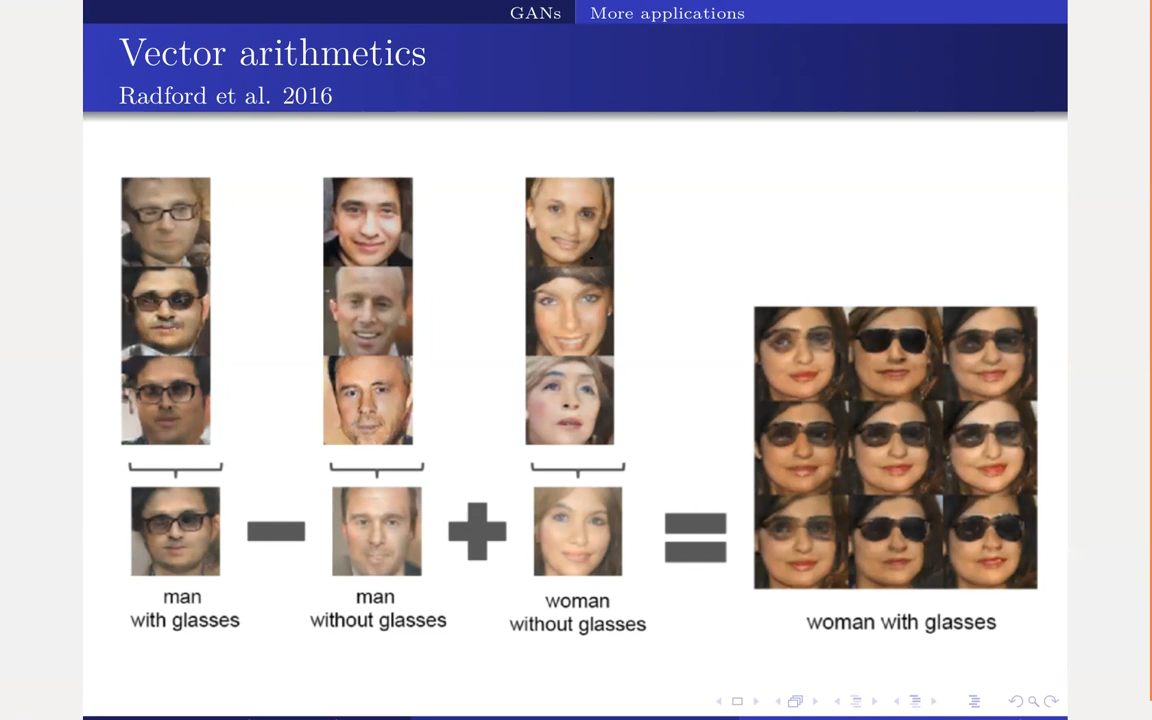 GANs More applications
Vector arithmetics
Radford et al. 2016
man
with glasses
man
without glasses
woman
without glasses
woman with glasses